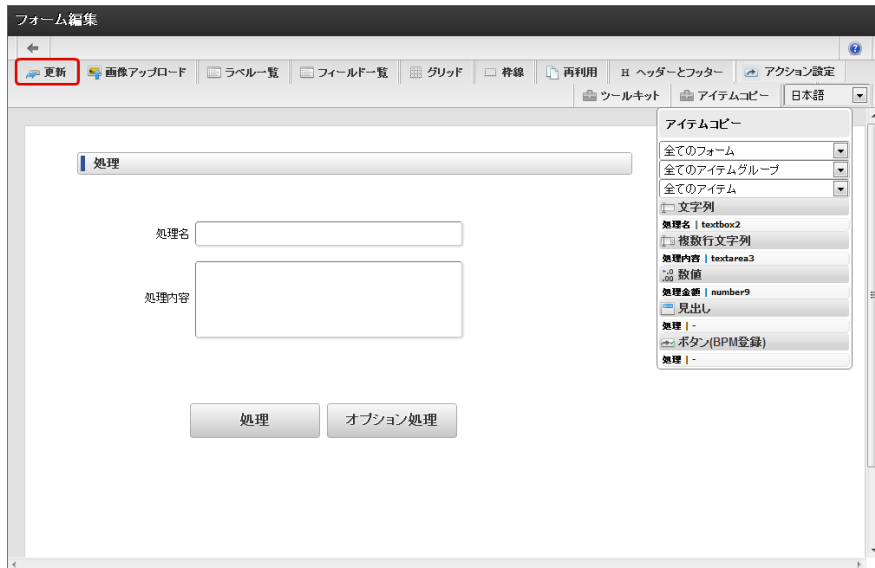 フォーム編集
更新 画像アップロード ラベル一覧 フィールド一覧 グリッド 枠線 再利用 H ヘッダーとフッター アクション設定
ツールキット アイテムコピー 日本語
アイテムコピー
全てのフォーム
全てのアイテムグループ
全てのアイテム
文字列
処理名 | textbox2
複数行文字列
処理内容 | textarea3
数値
処理金額 | number9
見出し
処理 | -
ボタン(BPM登録)
処理 | -
処理
処理名
処理内容
処理 オプション処理